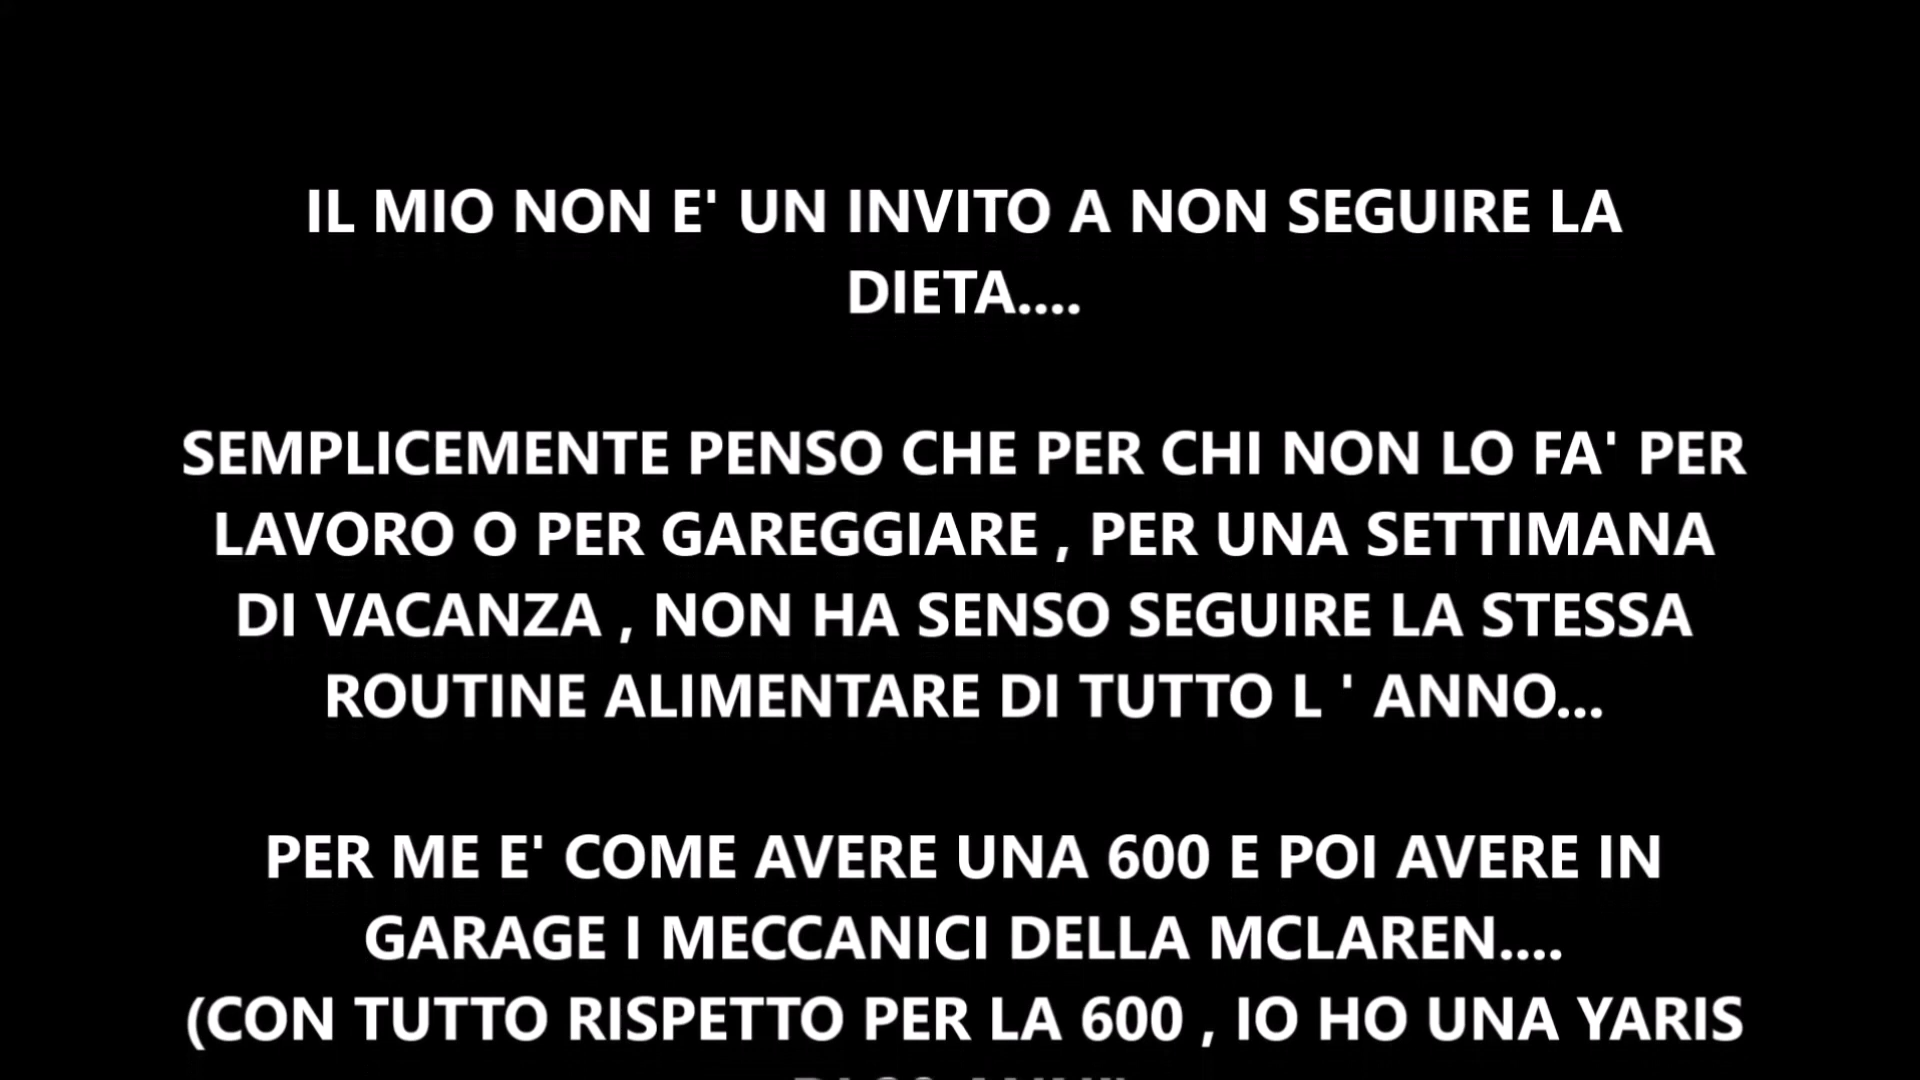 IL MIO NON E' UN INVITO A NON SEGUIRE LA
DIETA....
SEMPLICEMENTE PENSO CHE PER CHI NON LO FA' PER
LAVORO O PER GAREGGIARE , PER UNA SETTIMANA
DI VACANZA , NON HA SENSO SEGUIRE LA STESSA
ROUTINE ALIMENTARE DI TUTTO L ' ANNO...
PER ME E' COME AVERE UNA 600 E POI AVERE IN
GARAGE I MECCANICI DELLA MCLAREN....
(CON TUTTO RISPETTO PER LA 600 , IO HO UNA YARIS